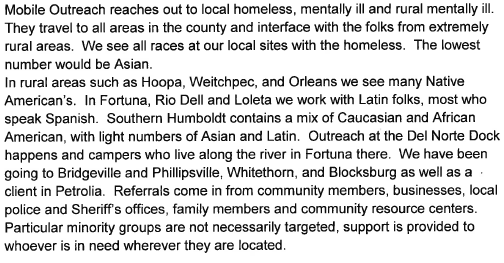 Mobile Outreach reaches out to local homeless, mentally ill and rural mentally ill.
They travel to all areas in the county and interface with the folks from extremely
rural areas. We see all races at our local sites with the homeless. The lowest
number would be Asian.
In rural areas such as Hoopa, Weitchpec, and Orleans we see many Native
American's. In Fortuna, Rio Dell and Loleta we work with Latin folks, most who
speak Spanish. Southern Humboldt contains a mix of Caucasian and African
American, with light numbers of Asian and Latin. Outreach at the Del Norte Dock
happens and campers who live along the river in Fortuna there. We have been
going to Bridgeville and Phillipsville, Whitethorn, and Blocksburg as well as a
client in Petrolia. Referrals come in from community members, businesses, local
police and Sheriff's offices, family members and community resource centers.
Particular minority groups are not necessarily targeted, support is provided to
whoever is in need wherever they are located.